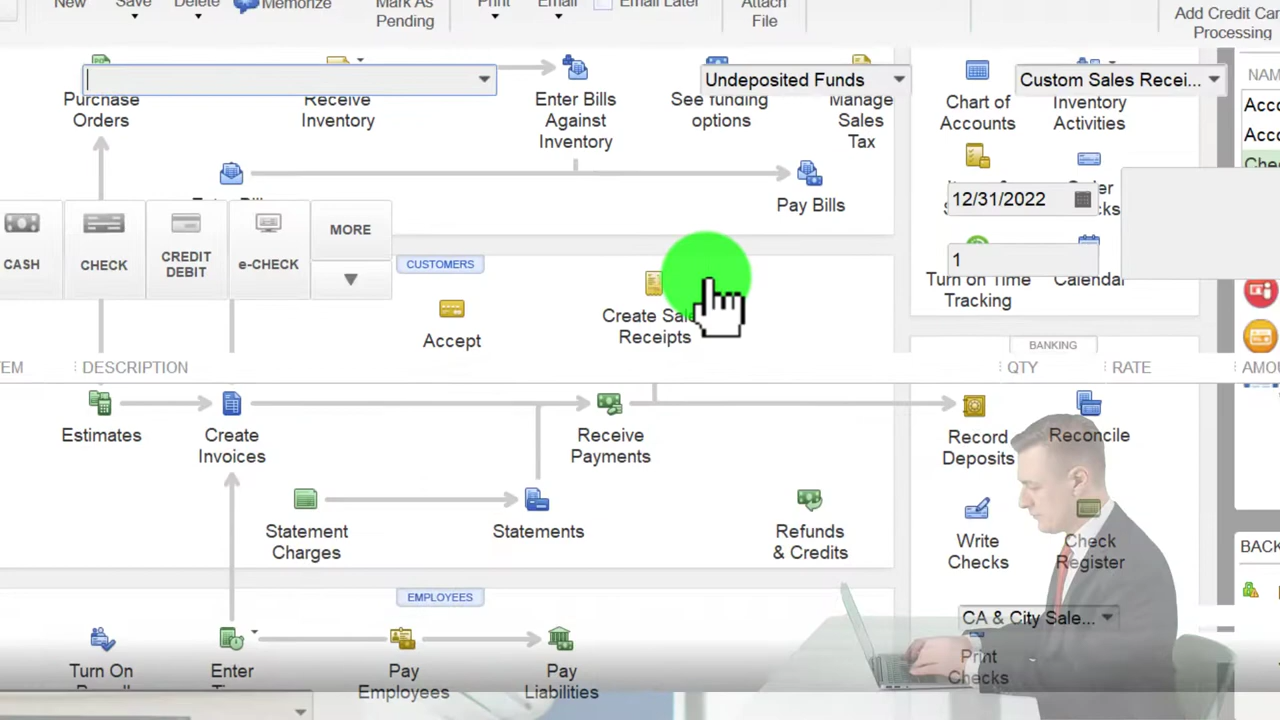 New
Save
Delete
Memorize
Mark As
Pending
Print
Email
Email Later
Attach
File
Add Credit Car
Processing
Undeposited Funds
Custom Sales Recei...
NAM
Purchase
Orders
Receive
Inventory
Enter Bills
Against
Inventory
See funding
options
Manage
Sales
Tax
Chart of
Accounts
Inventory
Activities
Acco
Acco
Che
Pay Bills
12/31/2022
1
CASH
CHECK
CREDIT
DEBIT
e-CHECK
MORE
CUSTOMERS
Accept
Create Sale
Receipts
Turn on Time
Tracking
Calendar
BANKING
TEM
DESCRIPTION
QTY
RATE
AMOU
Estimates
Create
Invoices
Receive
Payments
Record
Deposits
Reconcile
Statement
Charges
Statements
Refunds
& Credits
Write
Checks
Check
Register
BACK
EMPLOYEES
CA & City Sale...
Turn On
Enter
Pay
Employees
Pay
Liabilities
Print
Checks